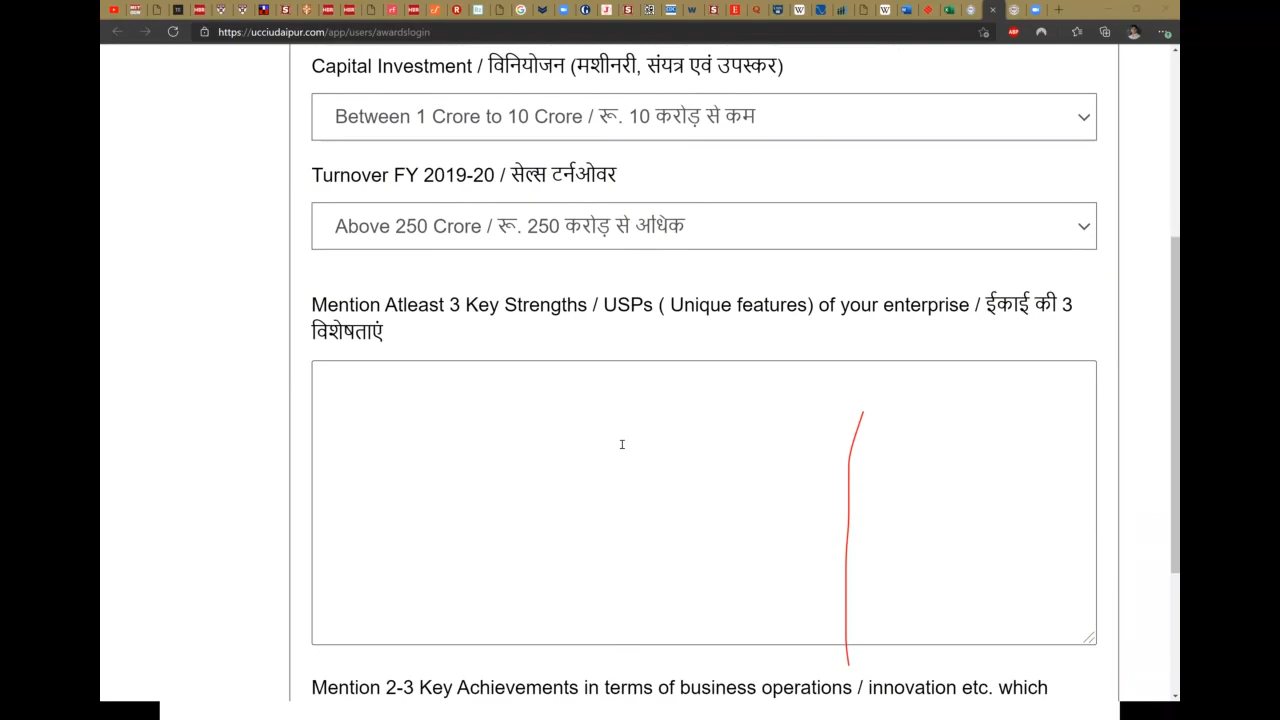 https://ucciudaipur.com/app/users/awardslogin
Capital Investment / विनियोजन (मशीनरी, संयत्र एवं उपस्कर)
Between 1 Crore to 10 Crore / रू. 10 करोड़ से कम
Turnover FY 2019-20 / सेल्स टर्नओवर
Above 250 Crore / रू. 250 करोड़ से अधिक
Mention Atleast 3 Key Strengths / USPs ( Unique features) of your enterprise / ईकाई की 3
विशेषताएं
Mention 2-3 Key Achievements in terms of business operations / innovation etc. which